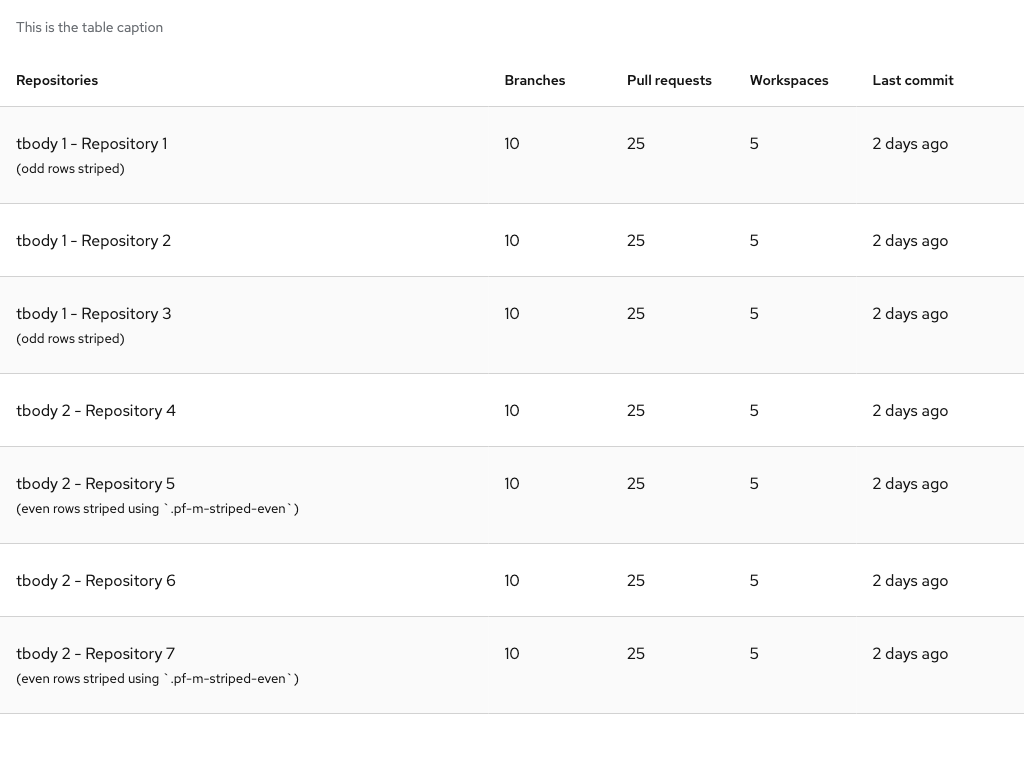 This is the table caption
Repositories Branches Pull requests Workspaces Last commit
tbody 1 - Repository 1 10 25 5 2 days ago
(odd rows striped)
tbody 1 - Repository 2 10 25 5 2 days ago
tbody 1 - Repository 3 10 25 5 2 days ago
(odd rows striped)
tbody 2 - Repository 4 10 25 5 2 days ago
tbody 2 - Repository 5 10 25 5 2 days ago
(even rows striped using `.pf-m-striped-even`)
tbody 2 - Repository 6 10 25 5 2 days ago
tbody 2 - Repository 7 10 25 5 2 days ago
(even rows striped using `.pf-m-striped-even`)